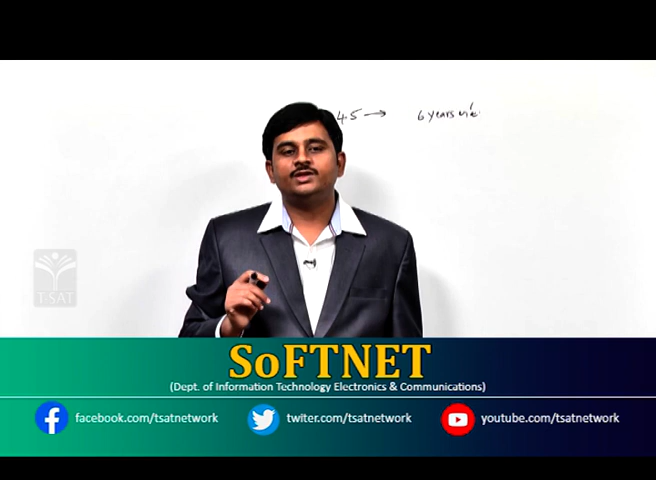 4.5 → 6 years
T-SAT
SoFTNET
(Dept. of Information Technology Electronics & Communications)
facebook.com/tsatnetwork
twiter.com/tsatnetwork
youtube.com/tsatnetwork